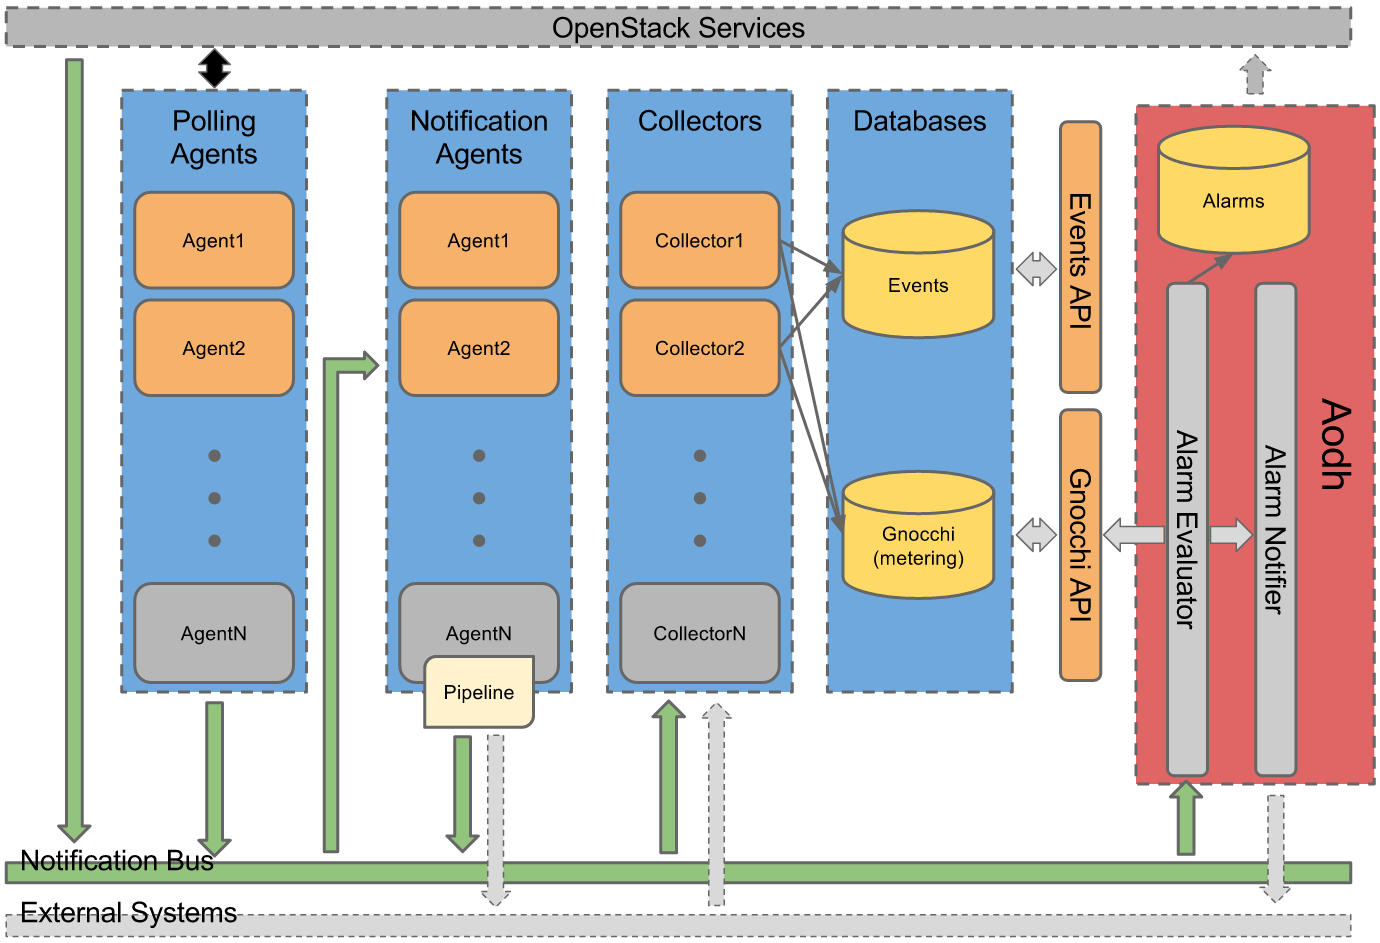 OpenStack Services
Polling
Agents
Agent1
Agent2
AgentN
Notification
Agents
Agent1
Agent2
AgentN
Pipeline
Collectors
Collector1
Collector2
CollectorN
Databases
Events
Gnocchi
(metering)
Events API
Gnocchi API
Alarms
Alarm Evaluator
Alarm Notifier
Aodh
Notification Bus
External Systems